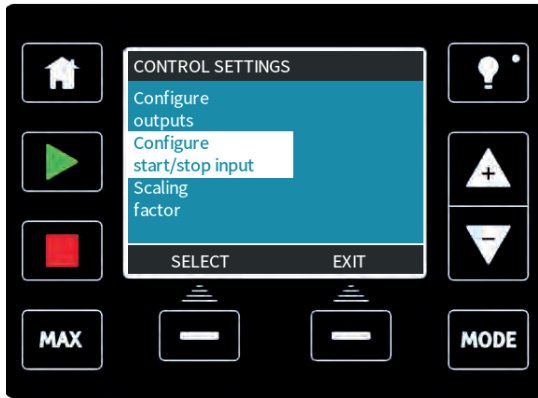 CONTROL SETTINGS
Configure
outputs
Configure
start/stop input
Scaling
factor
SELECT EXIT
MAX
MODE